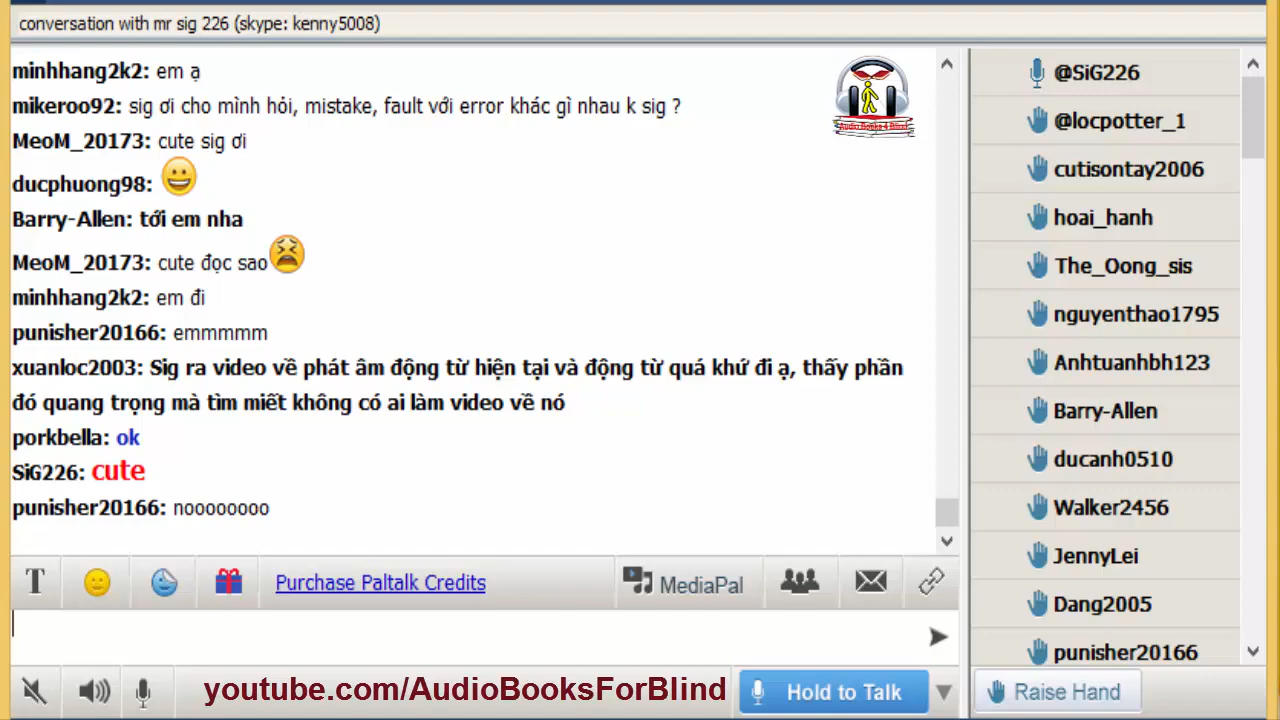 conversation with mr sig 226 (skype: kenny5008)
minhhang2k2: em ạ
mikeroo92: sig ơi cho mình hỏi, mistake, fault với error khác gì nhau k sig ?
MeoM_20173: cute sig ơi
ducphuong98:
Barry-Allen: tới em nha
MeoM_20173: cute đọc sao
minhhang2k2: em đi
punisher20166: emmmmm
xuanloc2003: Sig ra video về phát âm động từ hiện tại và động từ quá khứ đi ạ, thấy phần
đó quang trọng mà tìm miết không có ai làm video về nó
porkbella: ok
SiG226: cute
punisher20166: noooooooo
Audio Books 4 Blind
@SiG226
@locpotter_1
cutisontay2006
hoai_hanh
The_Oong_sis
nguyenthao1795
Anhtuanhbh123
Barry-Allen
ducanh0510
Walker2456
JennyLei
Dang2005
punisher20166
T
Purchase Paltalk Credits
MediaPal
youtube.com/AudioBooksForBlind
Hold to Talk
Raise Hand